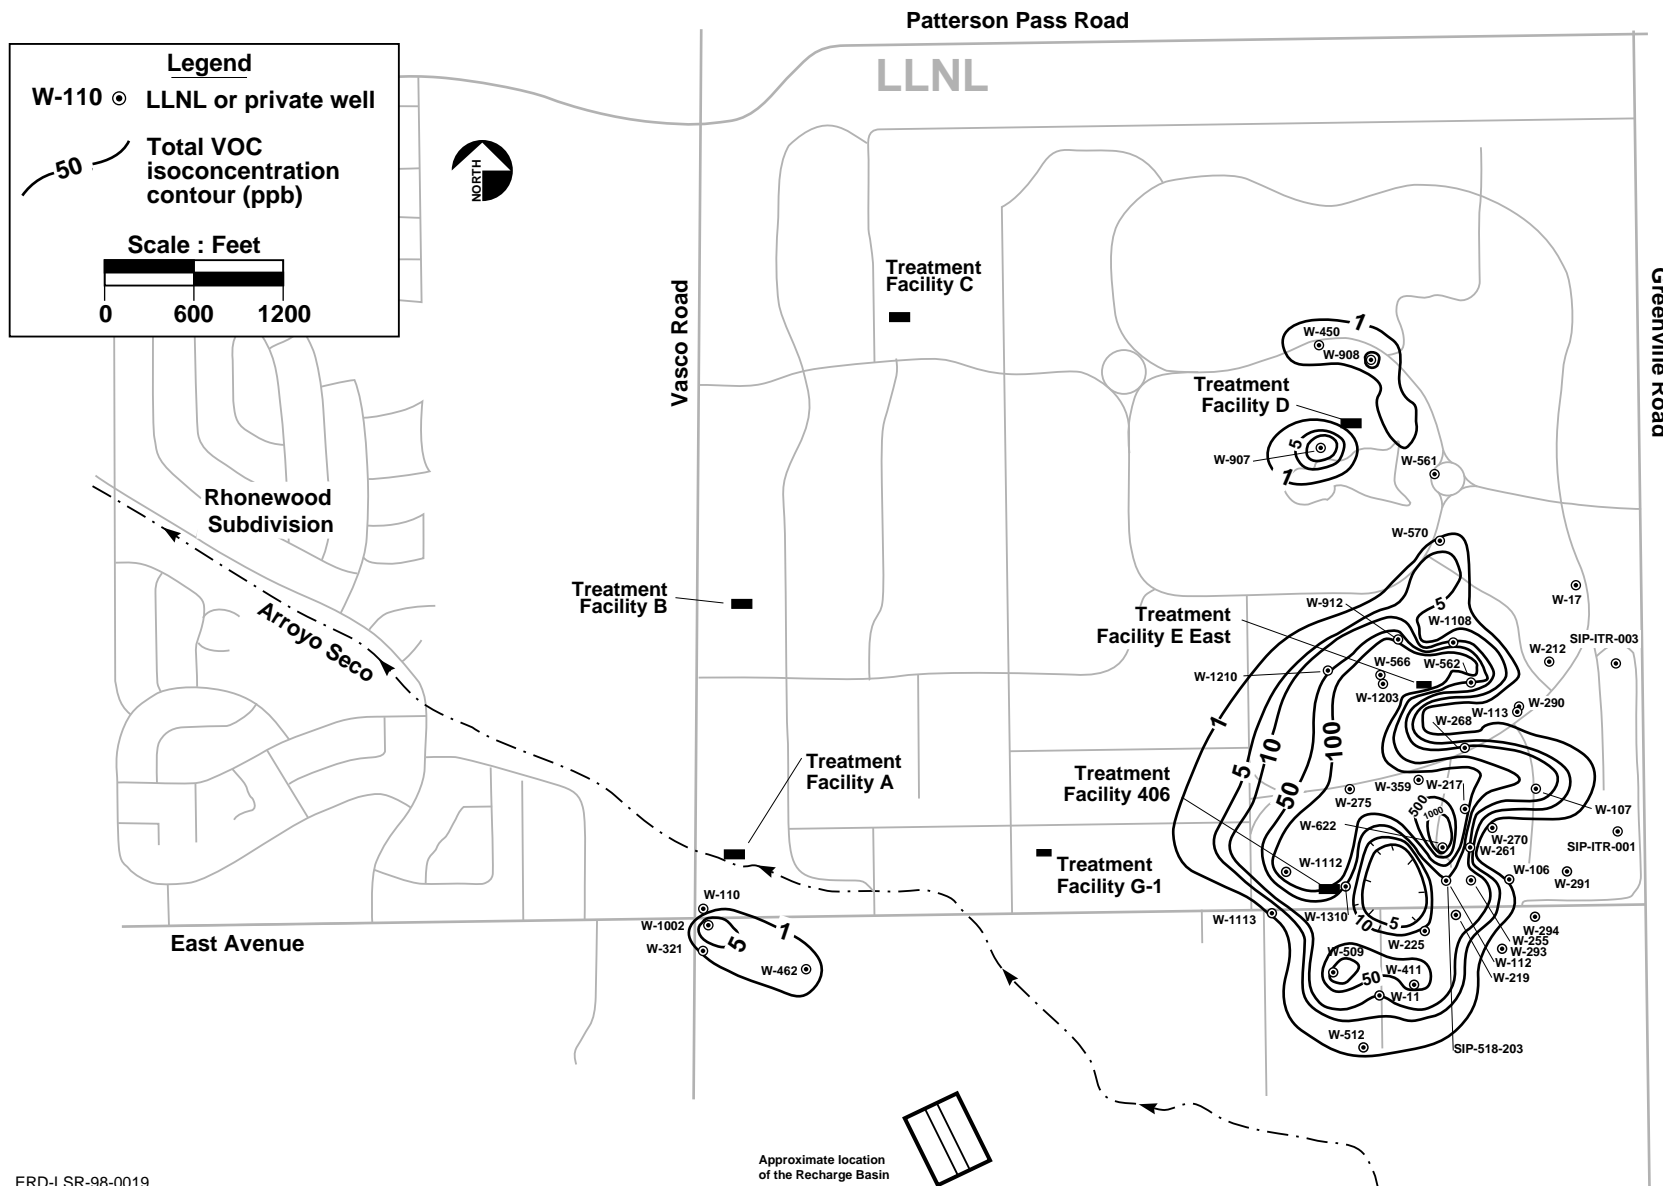 Patterson Pass Road
Legend
W-110
LLNL or private well
50
Total VOC
isoconcentration
contour (ppb)
Scale : Feet
0 600 1200
NORTH
LLNL
Vasco Road
Greenville Road
Treatment
Facility C
1
W-450
W-908
Treatment
Facility D
5
W-907
1
W-561
Rhonewood
Subdivision
W-570
Treatment
Facility B
W-17
5
W-912
W-1108
Treatment
Facility E East
Arroyo Seco
SIP-ITR-003
W-212
W-566
W-562
W-1210
W-1203
W-290
W-113
W-268
1
5
10
50
100
Treatment
Facility A
Treatment
Facility 406
W-359
W-217
W-275
W-107
500
1000
W-622
W-270
W-261
SIP-ITR-001
Treatment
Facility G-1
W-1112
W-106
W-291
W-110
W-1002
W-321
1
5
W-462
East Avenue
W-1113
W-1310
10
5
W-225
W-294
W-255
W-293
W-112
W-219
W-509
50
W-411
W-11
W-512
SIP-518-203
Approximate location
of the Recharge Basin
ERD-LSR-98-0019